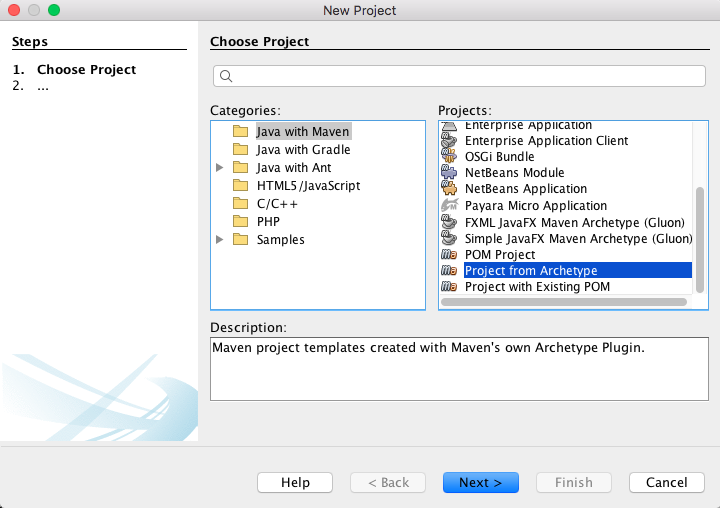 New Project
Steps
1. Choose Project
2. ...
Choose Project
Categories:
Java with Maven
Java with Gradle
Java with Ant
HTML5/JavaScript
C/C++
PHP
Samples
Projects:
Enterprise Application
Enterprise Application Client
OSGi Bundle
NetBeans Module
NetBeans Application
Payara Micro Application
FXML JavaFX Maven Archetype (Gluon)
Simple JavaFX Maven Archetype (Gluon)
POM Project
Project from Archetype
Project with Existing POM
Description:
Maven project templates created with Maven's own Archetype Plugin.
Help
< Back
Next >
Finish
Cancel